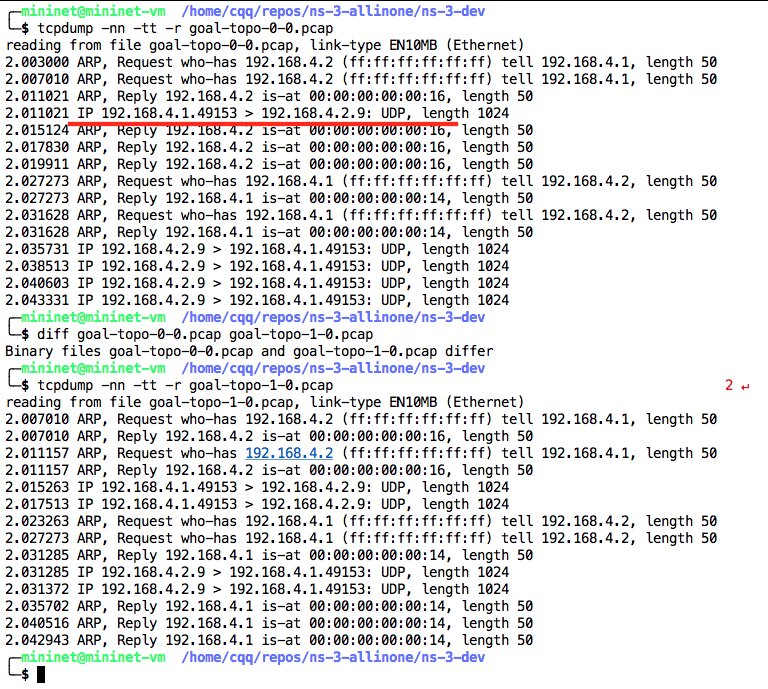 ╭─mininet@mininet-vm  /home/cqq/repos/ns-3-allinone/ns-3-dev
╰─$ tcpdump -nn -tt -r goal-topo-0-0.pcap
reading from file goal-topo-0-0.pcap, link-type EN10MB (Ethernet)
2.003000 ARP, Request who-has 192.168.4.2 (ff:ff:ff:ff:ff:ff) tell 192.168.4.1, length 50
2.007010 ARP, Request who-has 192.168.4.2 (ff:ff:ff:ff:ff:ff) tell 192.168.4.1, length 50
2.011021 ARP, Reply 192.168.4.2 is-at 00:00:00:00:00:16, length 50
2.011021 IP 192.168.4.1.49153 > 192.168.4.2.9: UDP, length 1024
2.015124 ARP, Reply 192.168.4.2 is-at 00:00:00:00:00:16, length 50
2.017830 ARP, Reply 192.168.4.2 is-at 00:00:00:00:00:16, length 50
2.019911 ARP, Reply 192.168.4.2 is-at 00:00:00:00:00:16, length 50
2.027273 ARP, Request who-has 192.168.4.1 (ff:ff:ff:ff:ff:ff) tell 192.168.4.2, length 50
2.027273 ARP, Reply 192.168.4.1 is-at 00:00:00:00:00:14, length 50
2.031628 ARP, Request who-has 192.168.4.1 (ff:ff:ff:ff:ff:ff) tell 192.168.4.2, length 50
2.031628 ARP, Reply 192.168.4.1 is-at 00:00:00:00:00:14, length 50
2.035731 IP 192.168.4.2.9 > 192.168.4.1.49153: UDP, length 1024
2.038513 IP 192.168.4.2.9 > 192.168.4.1.49153: UDP, length 1024
2.040603 IP 192.168.4.2.9 > 192.168.4.1.49153: UDP, length 1024
2.043331 IP 192.168.4.2.9 > 192.168.4.1.49153: UDP, length 1024
╭─mininet@mininet-vm  /home/cqq/repos/ns-3-allinone/ns-3-dev
╰─$ diff goal-topo-0-0.pcap goal-topo-1-0.pcap
Binary files goal-topo-0-0.pcap and goal-topo-1-0.pcap differ
╭─mininet@mininet-vm  /home/cqq/repos/ns-3-allinone/ns-3-dev
╰─$ tcpdump -nn -tt -r goal-topo-1-0.pcap 2 ↵
reading from file goal-topo-1-0.pcap, link-type EN10MB (Ethernet)
2.007010 ARP, Request who-has 192.168.4.2 (ff:ff:ff:ff:ff:ff) tell 192.168.4.1, length 50
2.007010 ARP, Reply 192.168.4.2 is-at 00:00:00:00:00:16, length 50
2.011157 ARP, Request who-has 192.168.4.2 (ff:ff:ff:ff:ff:ff) tell 192.168.4.1, length 50
2.011157 ARP, Reply 192.168.4.2 is-at 00:00:00:00:00:16, length 50
2.015263 IP 192.168.4.1.49153 > 192.168.4.2.9: UDP, length 1024
2.017513 IP 192.168.4.1.49153 > 192.168.4.2.9: UDP, length 1024
2.023263 ARP, Request who-has 192.168.4.1 (ff:ff:ff:ff:ff:ff) tell 192.168.4.2, length 50
2.027273 ARP, Request who-has 192.168.4.1 (ff:ff:ff:ff:ff:ff) tell 192.168.4.2, length 50
2.031285 ARP, Reply 192.168.4.1 is-at 00:00:00:00:00:14, length 50
2.031285 IP 192.168.4.2.9 > 192.168.4.1.49153: UDP, length 1024
2.031372 IP 192.168.4.2.9 > 192.168.4.1.49153: UDP, length 1024
2.035702 ARP, Reply 192.168.4.1 is-at 00:00:00:00:00:14, length 50
2.040516 ARP, Reply 192.168.4.1 is-at 00:00:00:00:00:14, length 50
2.042943 ARP, Reply 192.168.4.1 is-at 00:00:00:00:00:14, length 50
╭─mininet@mininet-vm  /home/cqq/repos/ns-3-allinone/ns-3-dev
╰─$